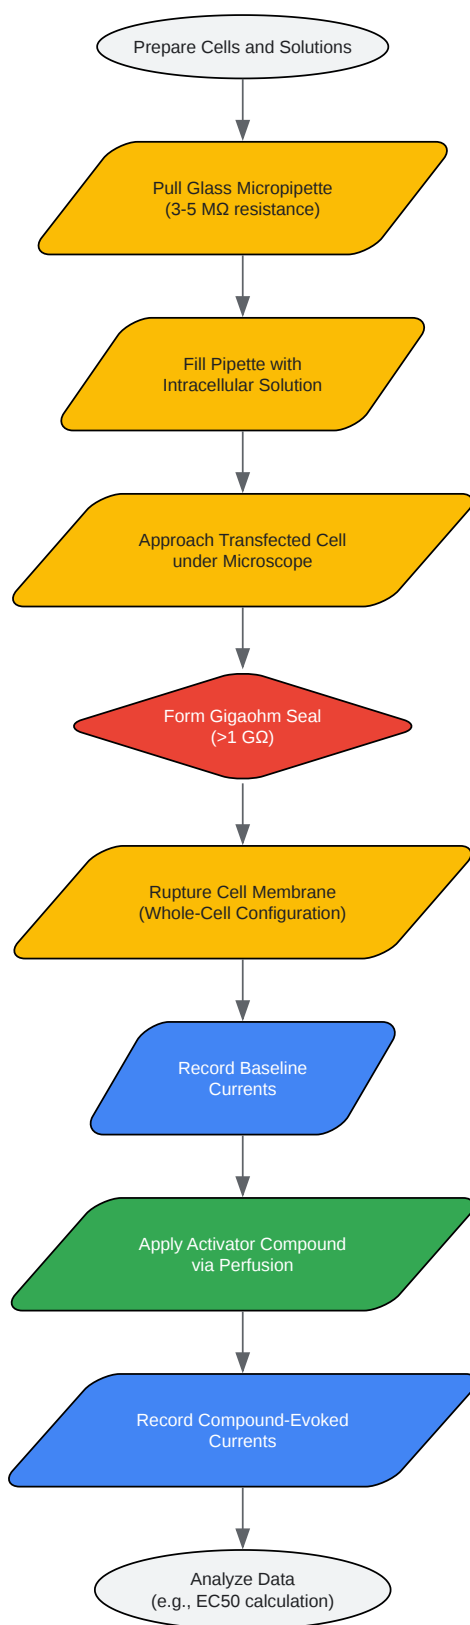 Prepare Cells and Solutions
Pull Glass Micropipette
(3-5 MΩ resistance)
Fill Pipette with
Intracellular Solution
Approach Transfected Cell
under Microscope
Form Gigaohm Seal
(>1 GΩ)
Rupture Cell Membrane
(Whole-Cell Configuration)
Record Baseline
Currents
Apply Activator Compound
via Perfusion
Record Compound-Evoked
Currents
Analyze Data
(e.g., EC50 calculation)